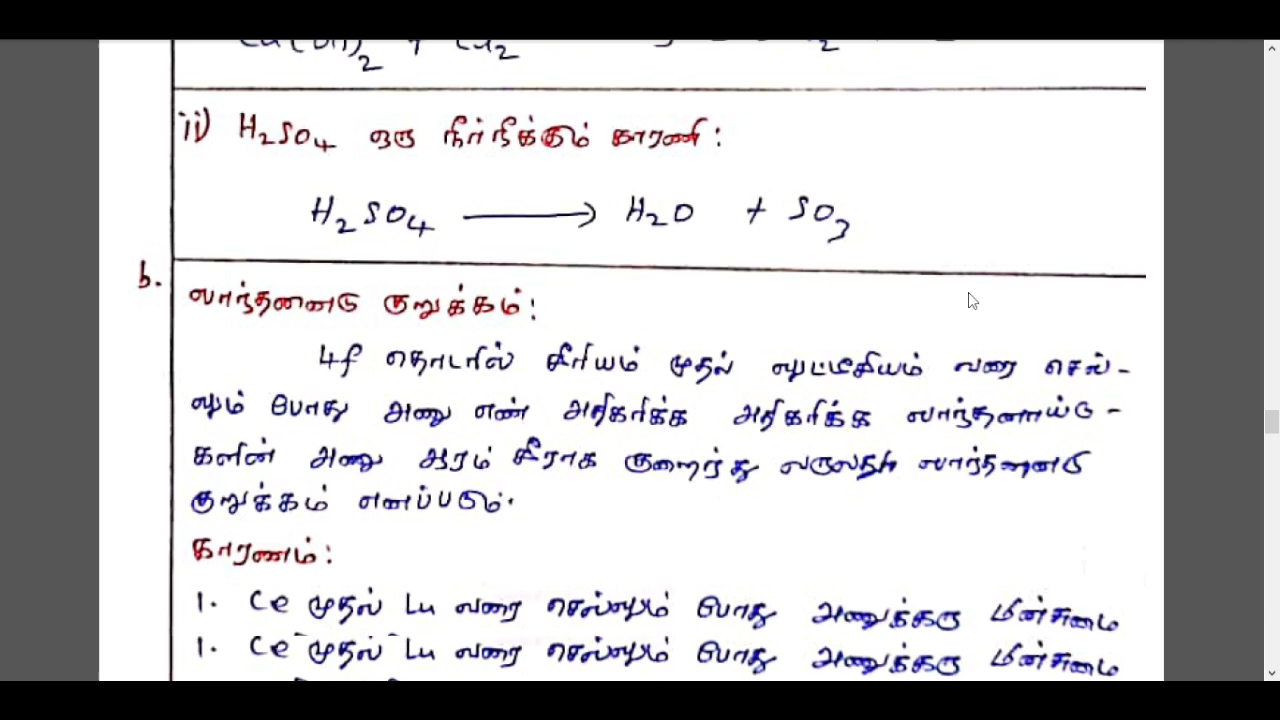 ii) H₂SO₄ ஒரு நீர்நீக்கும் காரணி:
H₂SO₄ ⟶ H₂O + SO₃
b.
லாந்தனைடு குறுக்கம்:
4f தொடரில் சீரியம் முதல் லுட்டீசியம் வரை செல்-
லும் போது அணு எண் அதிகரிக்க அதிகரிக்க லாந்தனாய்டு-
களின் அணு ஆரம் சீராக குறைந்து வருவது லாந்தனைடு
குறுக்கம் எனப்படும்.
காரணம்:
1. Ce முதல் Lu வரை செல்லும் போது அணுக்கரு மின்சுமை
1. Ce முதல் Lu வரை செல்லும் போது அணுக்கரு மின்சுமை